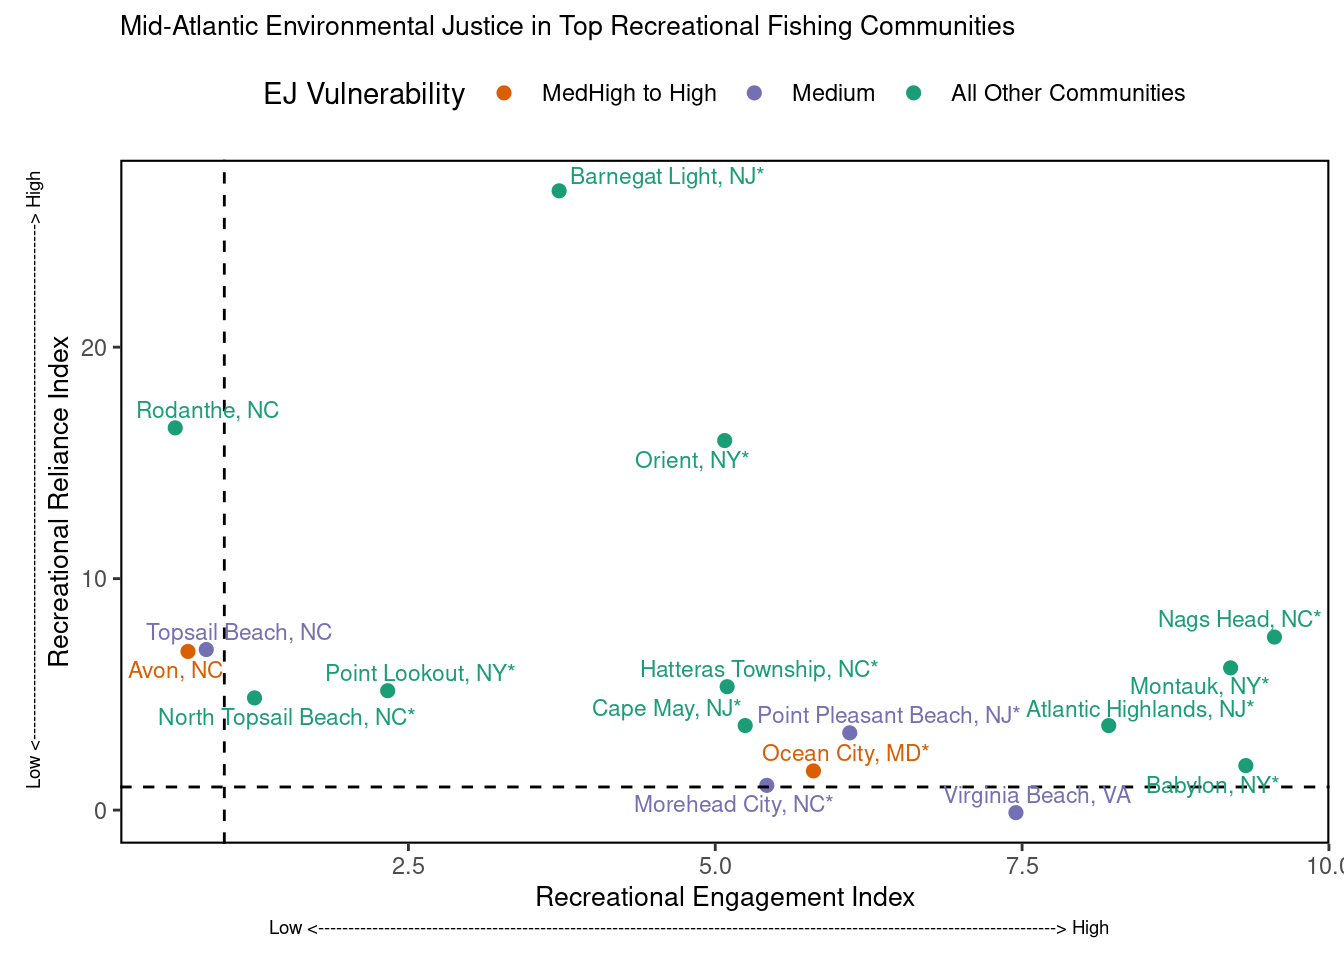 Mid-Atlantic Environmental Justice in Top Recreational Fishing Communities
EJ Vulnerability MedHigh to High Medium All Other Communities
Recreational Reliance Index
Low <----------------------------------------------------------------------------------------> High
20
10
0
Barnegat Light, NJ*
Rodanthe, NC
Orient, NY*
Nags Head, NC*
Topsail Beach, NC
Avon, NC
Point Lookout, NY*
Hatteras Township, NC*
Montauk, NY*
North Topsail Beach, NC*
Cape May, NJ*
Point Pleasant Beach, NJ*
Atlantic Highlands, NJ*
Ocean City, MD*
Babylon, NY*
Morehead City, NC*
Virginia Beach, VA
2.5 5.0 7.5 10.0
Recreational Engagement Index
Low <----------------------------------------------------------------------------------------------------------------------------> High